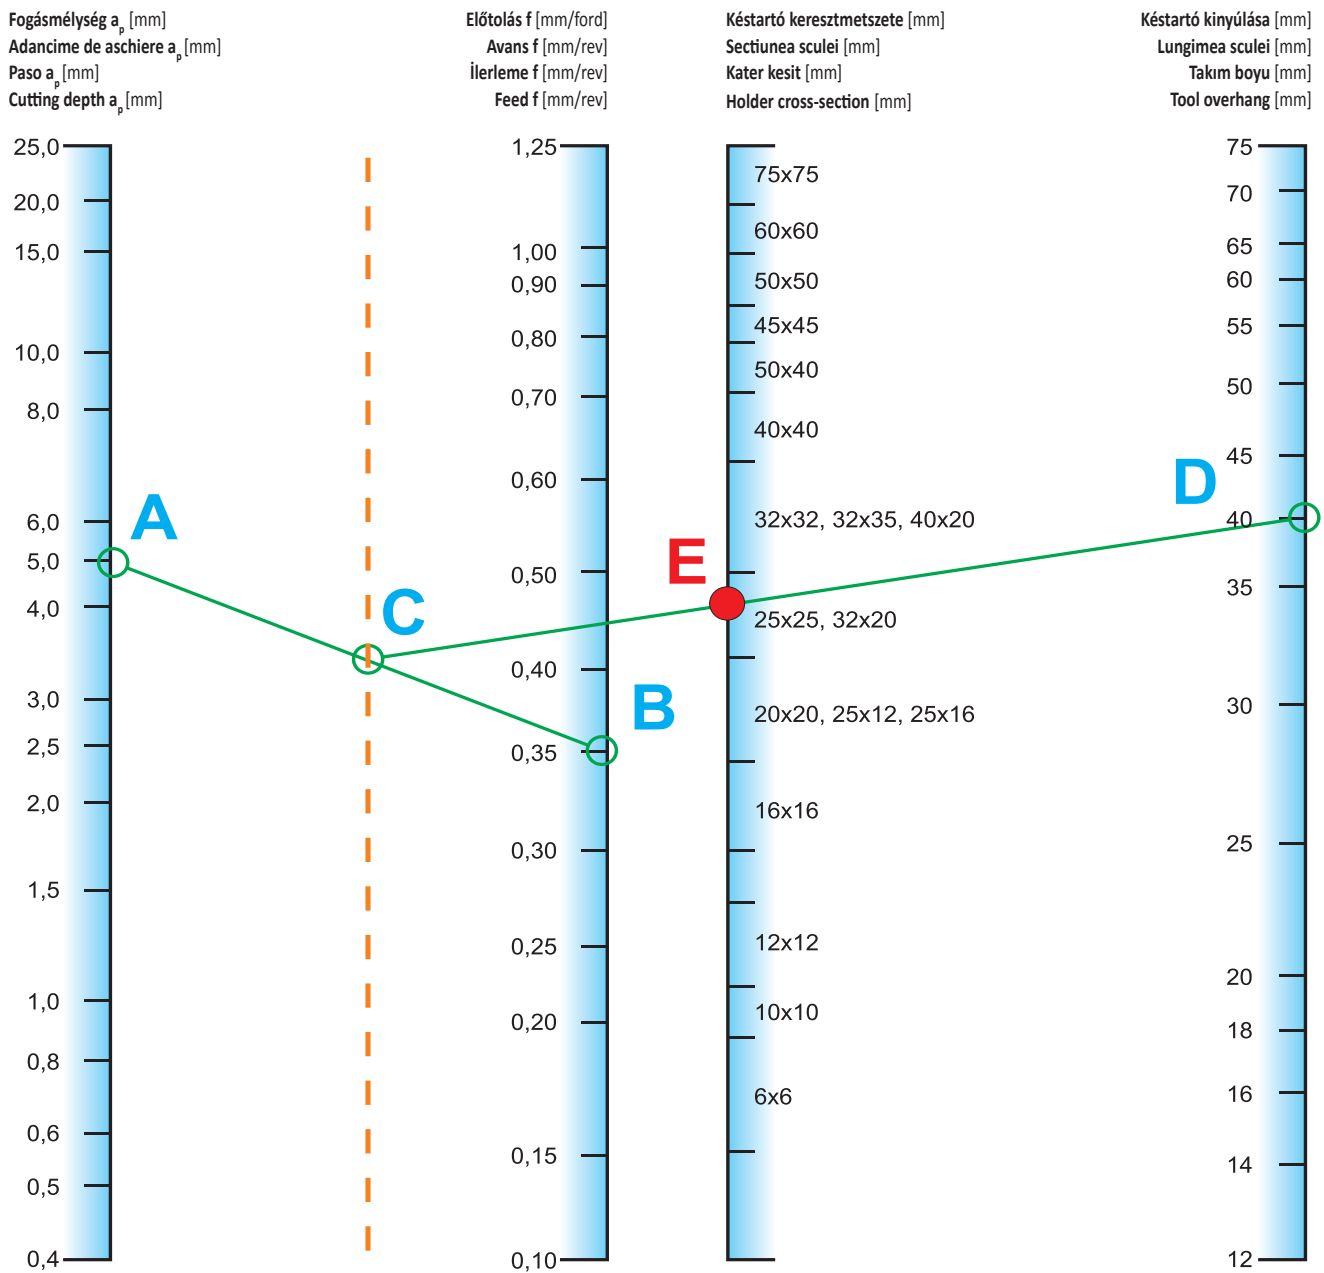 Fogásmélység ap [mm]
Adancime de aschiere ap [mm]
Paso ap [mm]
Cutting depth ap [mm]
Előtolás f [mm/ford]
Avans f [mm/rev]
İlerleme f [mm/rev]
Feed f [mm/rev]
Késtartó keresztmetszete [mm]
Sectiunea sculei [mm]
Kater kesit [mm]
Holder cross-section [mm]
Késtartó kinyúlása [mm]
Lungimea sculei [mm]
Takım boyu [mm]
Tool overhang [mm]
25,0
20,0
15,0
10,0
8,0
6,0
5,0
4,0
3,0
2,5
2,0
1,5
1,0
0,8
0,6
0,5
0,4
A
C
1,25
1,00
0,90
0,80
0,70
0,60
0,50
0,40
0,35
0,30
0,25
0,20
0,15
0,10
B
E
75x75
60x60
50x50
45x45
50x40
40x40
32x32, 32x35, 40x20
25x25, 32x20
20x20, 25x12, 25x16
16x16
12x12
10x10
6x6
D
75
70
65
60
55
50
45
40
35
30
25
20
18
16
14
12